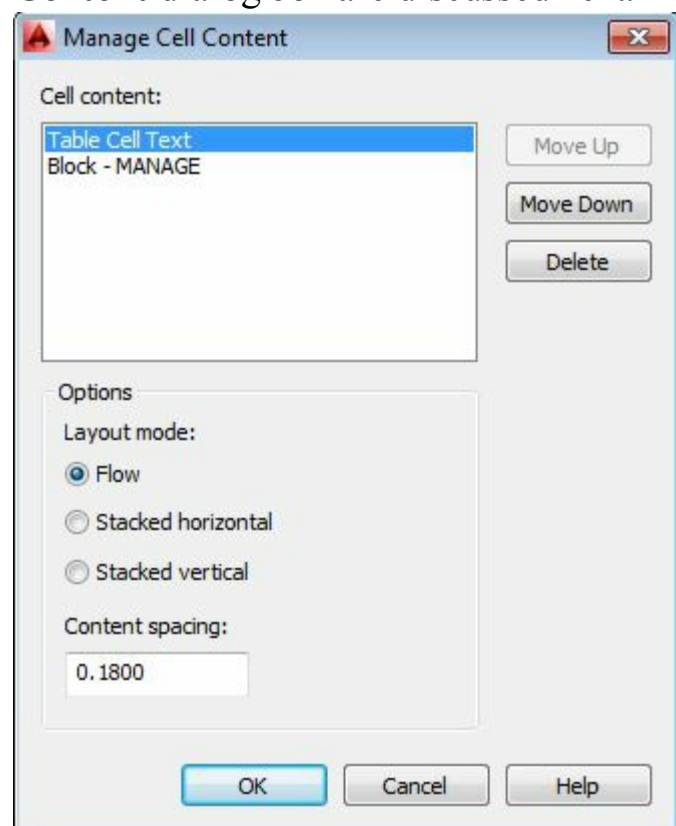 Manage Cell Content
Cell content:
Table Cell Text
Block - MANAGE
Move Up
Move Down
Delete
Options
Layout mode:
Flow
Stacked horizontal
Stacked vertical
Content spacing:
0.1800
OK Cancel Help